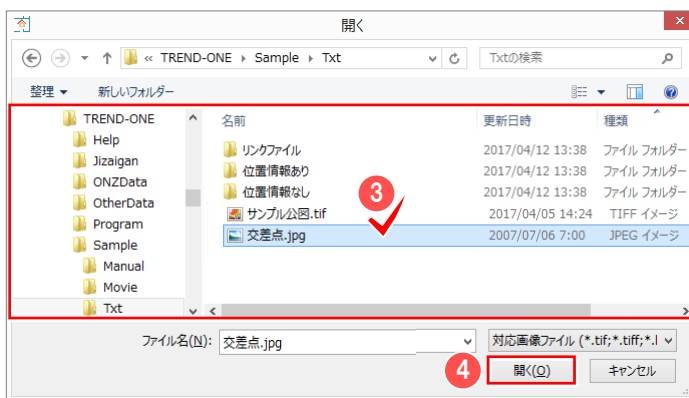 開く
« TREND-ONE Sample Txt
Txtの検索
整理
新しいフォルダー
TREND-ONE
Help
Jizaigan
ONZData
OtherData
Program
Sample
Manual
Movie
Txt
名前
更新日時
種類
リンクファイル
2017/04/12 13:38
ファイル フォルダー
位置情報あり
2017/04/12 13:38
ファイル フォルダー
位置情報なし
2017/04/12 13:38
ファイル フォルダー
サンプル公図.tif
2017/04/05 14:24
TIFF イメージ
交差点.jpg
2007/07/06 7:00
JPEG イメージ
3
ファイル名(N):
交差点.jpg
対応画像ファイル (*.tif;*.tiff;*.
4
開く(O)
キャンセル